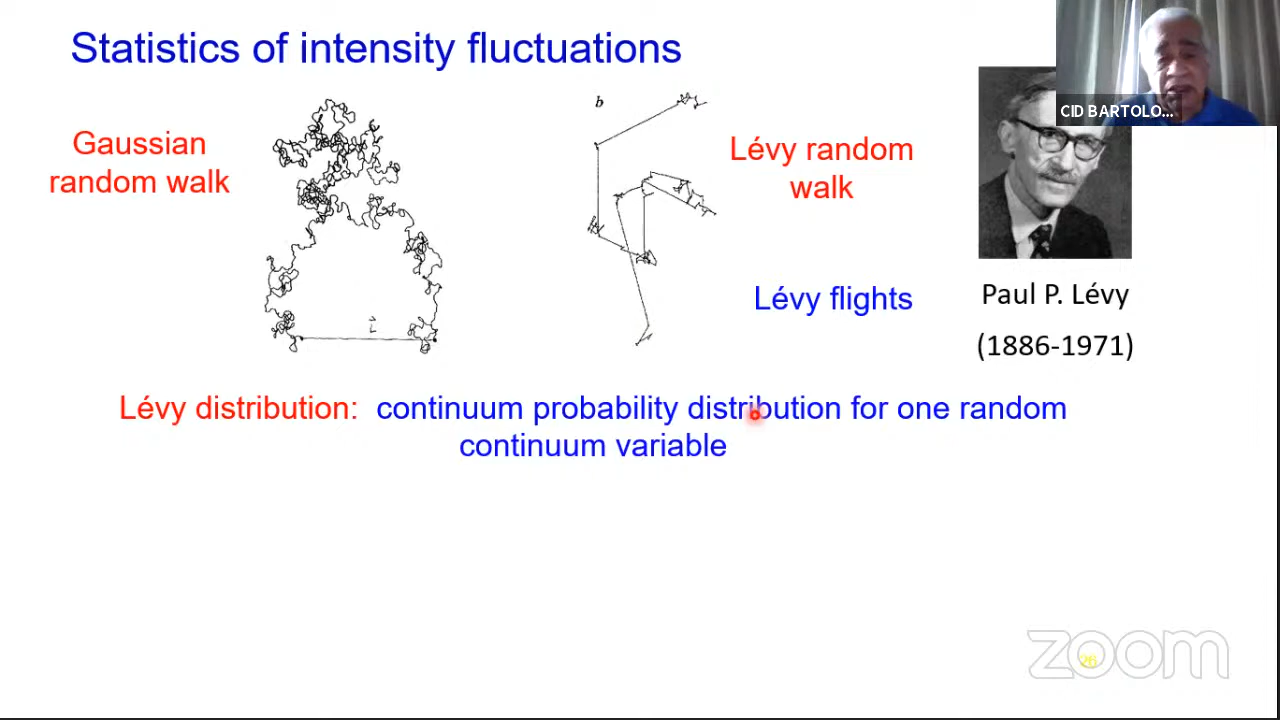 Statistics of intensity fluctuations
CID BARTOLO...
Gaussian
random walk
b
Lévy random
walk
Lévy flights
Paul P. Lévy
(1886-1971)
Lévy distribution: continuum probability distribution for one random
continuum variable
zoom
26